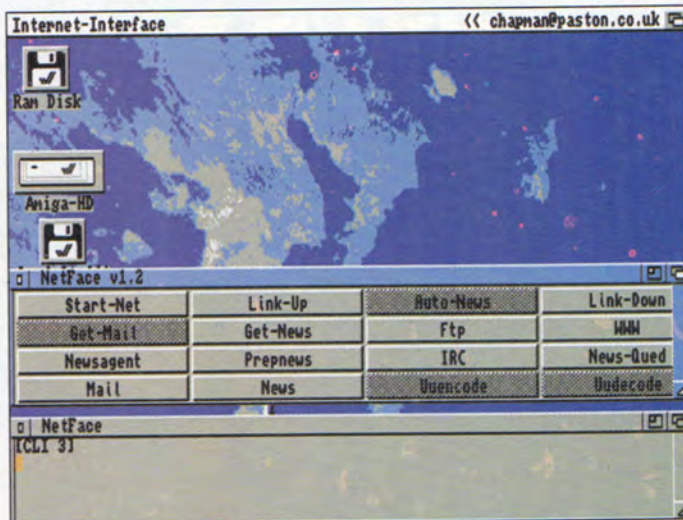 Internet-Interface << chapman@paston.co.uk
Ram Disk
Amiga-HD
NetFace v1.2
Start-Net Link-Up Auto-News Link-Down
Get-Mail Get-News Ftp WWW
Newsagent Prepnews IRC News-Qued
Mail News Uuencode Uudecode
NetFace
[CLI 3]